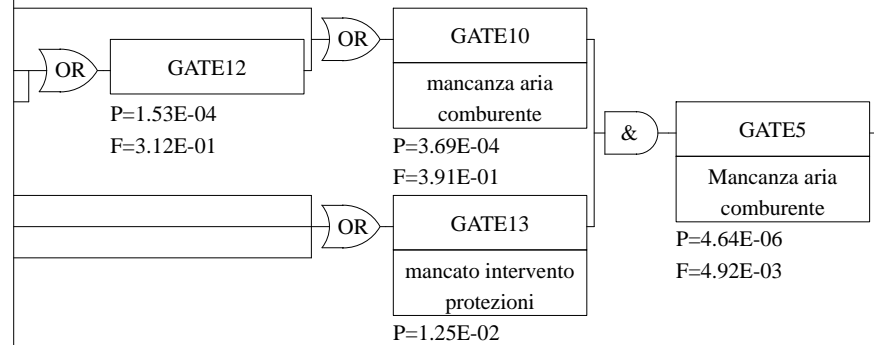 OR
GATE10
OR
GATE12
mancanza aria
comburente
P=1.53E-04
F=3.12E-01
P=3.69E-04
F=3.91E-01
&
GATE5
Mancanza aria
comburente
P=4.64E-06
F=4.92E-03
OR
GATE13
mancato intervento
protezioni
P=1.25E-02